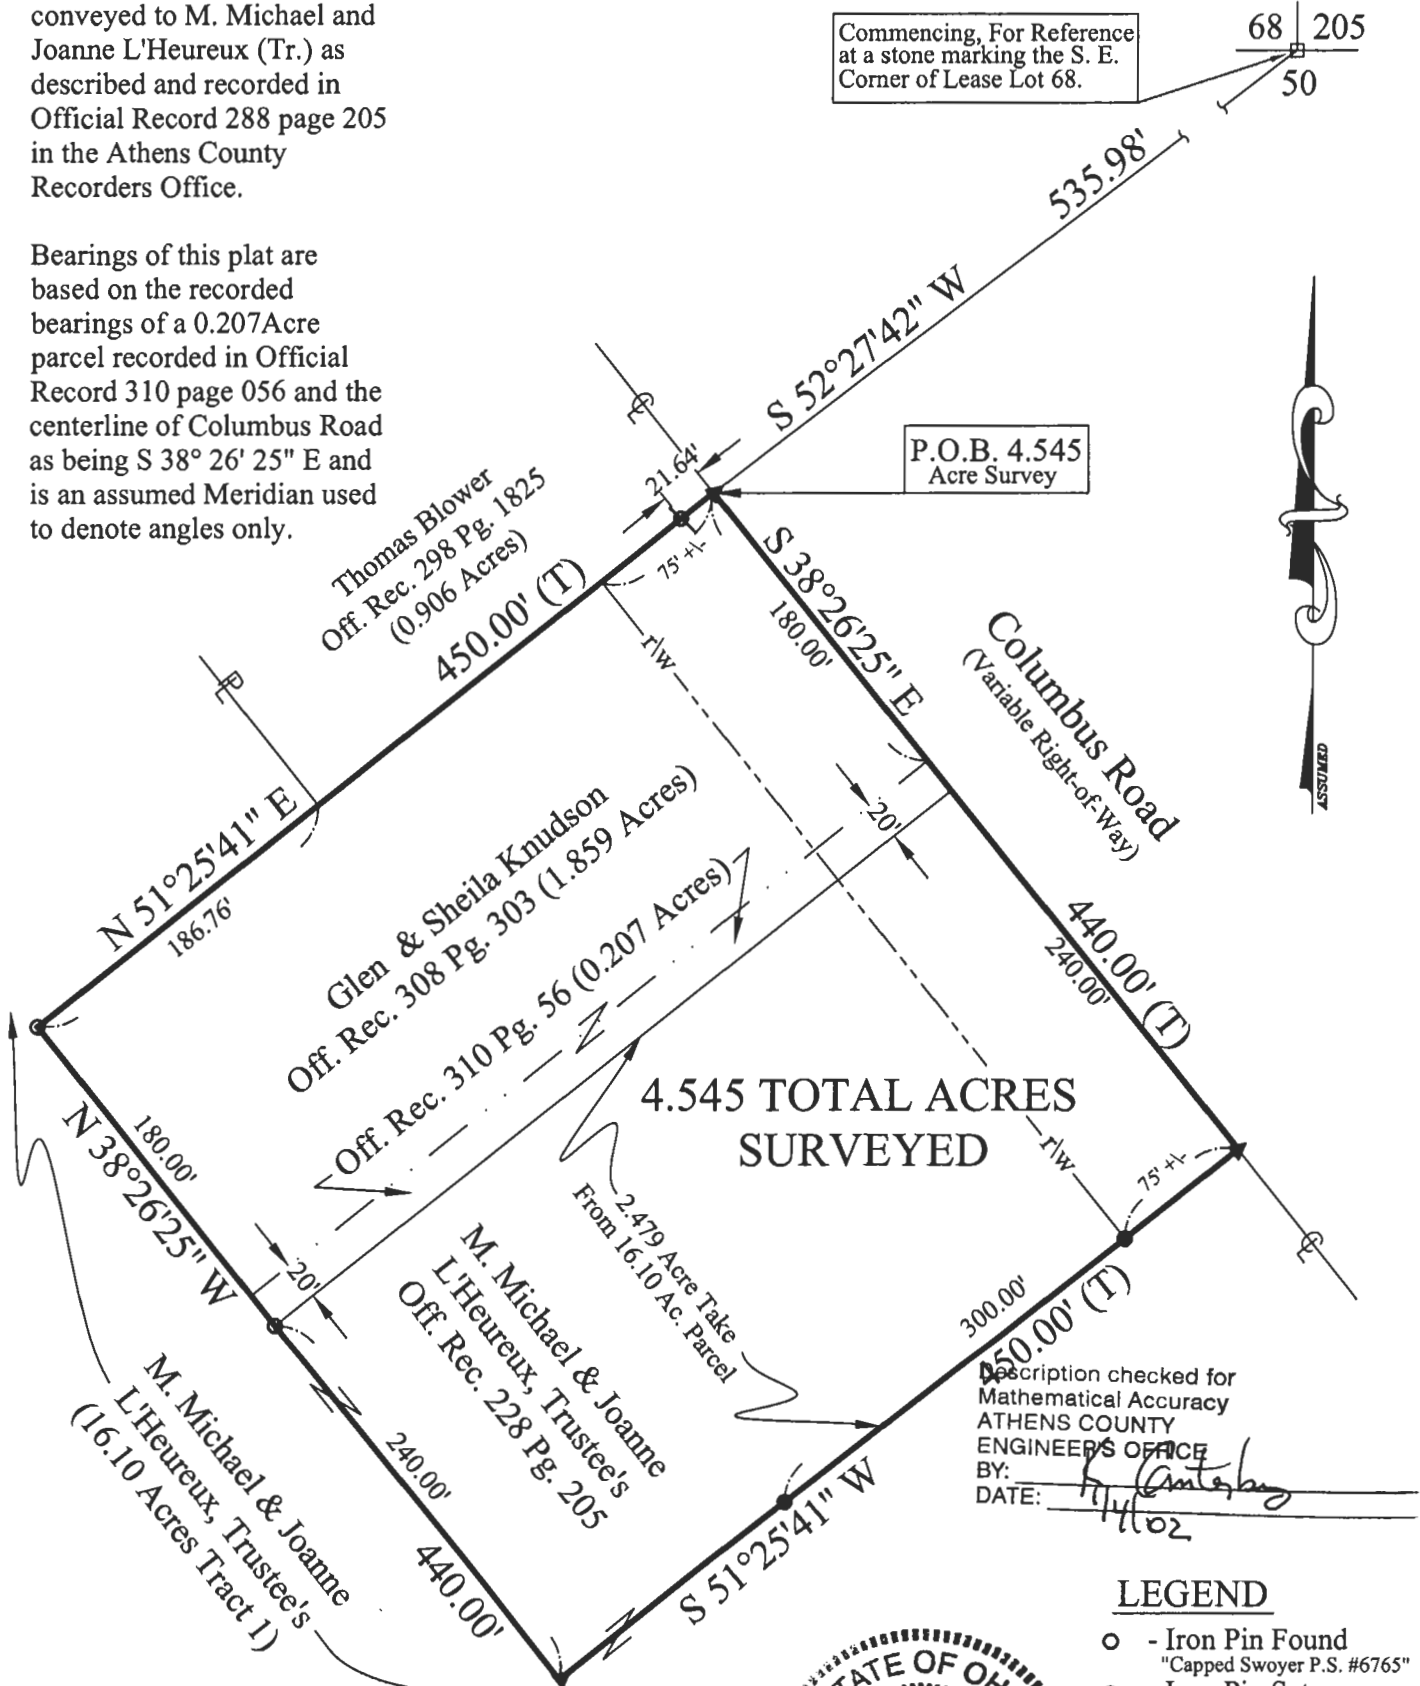 conveyed to M. Michael and
Joanne L'Heureux (Tr.) as
described and recorded in
Official Record 288 page 205
in the Athens County
Recorders Office.
Bearings of this plat are
based on the recorded
bearings of a 0.207Acre
parcel recorded in Official
Record 310 page 056 and the
centerline of Columbus Road
as being S 38° 26' 25" E and
is an assumed Meridian used
to denote angles only.
Commencing, For Reference
at a stone marking the S. E.
Corner of Lease Lot 68.
68 205
50
535.98'
S 52°27'42" W
P.O.B. 4.545
Acre Survey
21.64'
75' +\-
Thomas Blower
Off. Rec. 298 Pg. 1825
(0.906 Acres)
450.00' (T)
N 51°25'41" E
186.76'
r\w
S 38°26'25" E
180.00'
Columbus Road
(Variable Right-of-Way)
ASSUMED
20'
440.00' (T)
240.00'
Glen & Sheila Knudson
Off. Rec. 308 Pg. 303 (1.859 Acres)
Off. Rec. 310 Pg. 56 (0.207 Acres)
4.545 TOTAL ACRES
SURVEYED
r\w
75' +\-
180.00'
N 38°26'25" W
20'
2.479 Acre Take
From 16.10 Ac. Parcel
M. Michael & Joanne
L'Heureux, Trustee's
Off. Rec. 228 Pg. 205
300.00'
450.00' (T)
S 51°25'41" W
M. Michael & Joanne
L'Heureux, Trustee's
(16.10 Acres Tract 1)
240.00'
440.00'
Description checked for
Mathematical Accuracy
ATHENS COUNTY
ENGINEER'S OFFICE
BY: K Canterbury
DATE:
LEGEND
- Iron Pin Found
"Capped Swoyer P.S. #6765"